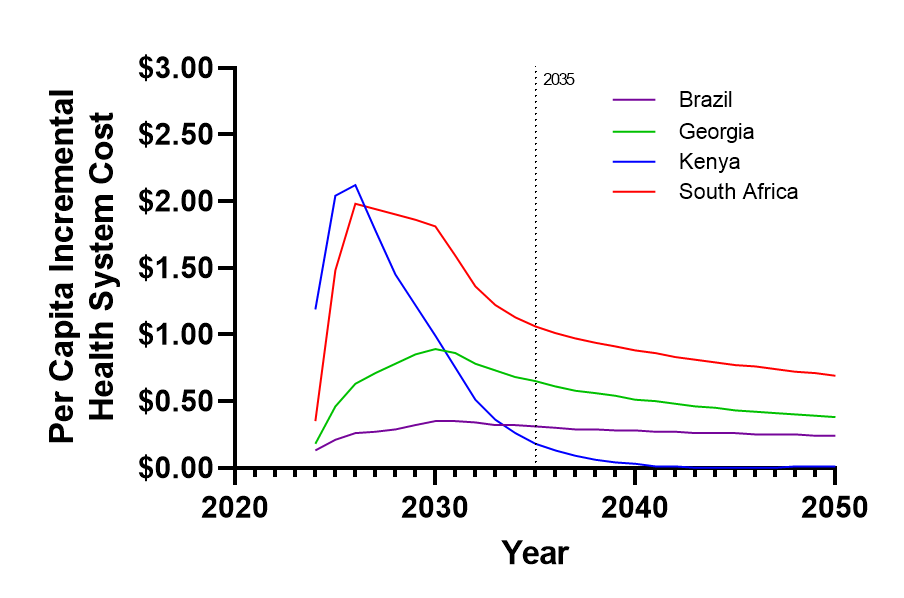 Per Capita Incremental
Health System Cost
$3.00
$2.50
$2.00
$1.50
$1.00
$0.50
$0.00
2035
Brazil
Georgia
Kenya
South Africa
2020
2030
2040
2050
Year